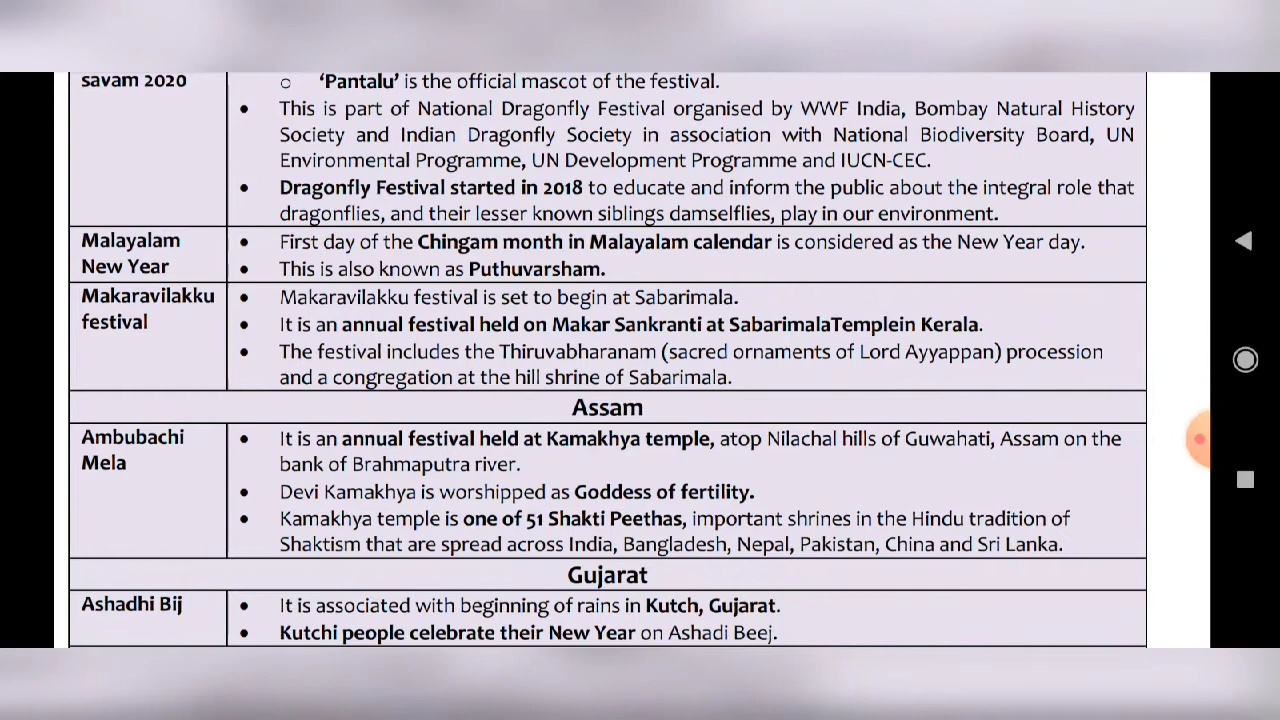 savam 2020
o 'Pantalu' is the official mascot of the festival.
• This is part of National Dragonfly Festival organised by WWF India, Bombay Natural History
Society and Indian Dragonfly Society in association with National Biodiversity Board, UN
Environmental Programme, UN Development Programme and IUCN-CEC.
• Dragonfly Festival started in 2018 to educate and inform the public about the integral role that
dragonflies, and their lesser known siblings damselflies, play in our environment.
Malayalam
New Year
• First day of the Chingam month in Malayalam calendar is considered as the New Year day.
• This is also known as Puthuvarsham.
Makaravilakku
festival
• Makaravilakku festival is set to begin at Sabarimala.
• It is an annual festival held on Makar Sankranti at SabarimalaTemplein Kerala.
• The festival includes the Thiruvabharanam (sacred ornaments of Lord Ayyappan) procession
and a congregation at the hill shrine of Sabarimala.
Assam
Ambubachi
Mela
• It is an annual festival held at Kamakhya temple, atop Nilachal hills of Guwahati, Assam on the
bank of Brahmaputra river.
• Devi Kamakhya is worshipped as Goddess of fertility.
• Kamakhya temple is one of 51 Shakti Peethas, important shrines in the Hindu tradition of
Shaktism that are spread across India, Bangladesh, Nepal, Pakistan, China and Sri Lanka.
Gujarat
Ashadhi Bij
• It is associated with beginning of rains in Kutch, Gujarat.
• Kutchi people celebrate their New Year on Ashadi Beej.